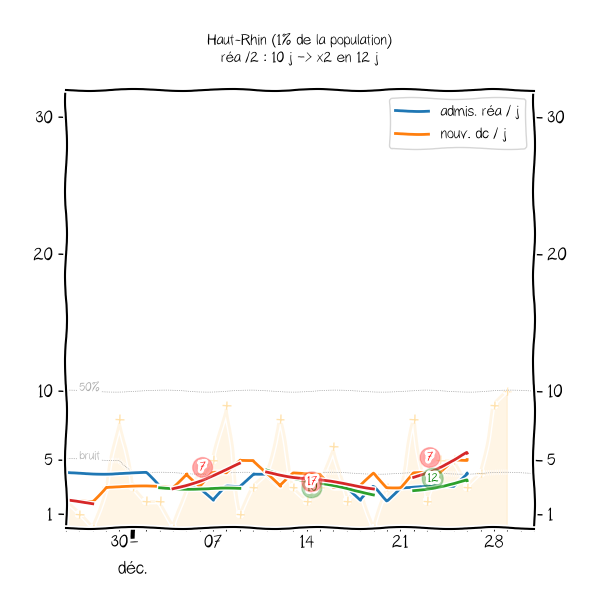 Haut-Rhin (1% de la population)
réa /2 : 10 j -> x2 en 12 j
admis. réa / j
nouv. dc / j
30 30
20 20
10 10
50%
5 5
bruit
7
17
7
12
1 1
30 07 14 21 28
déc.